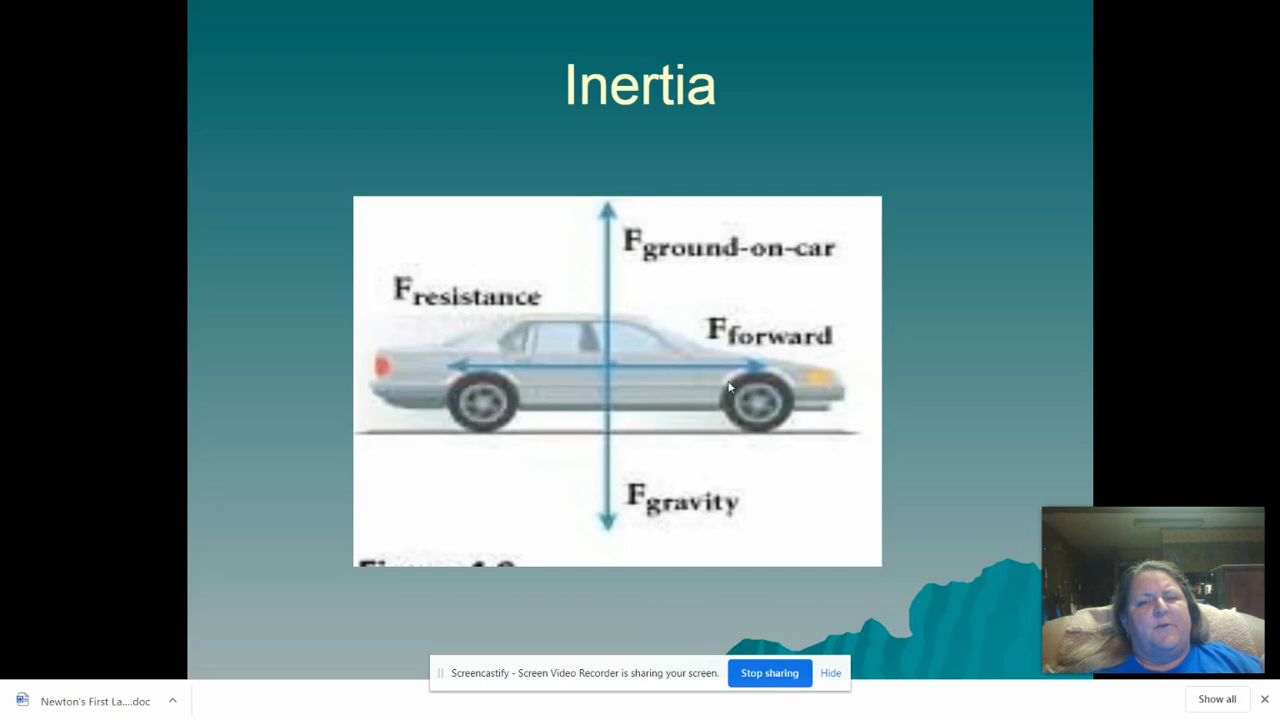 Inertia
Fground-on-car
Fresistance
Fforward
Fgravity
Screencastify - Screen Video Recorder is sharing your screen.
Stop sharing
Hide
Newton's First La....doc
Show all